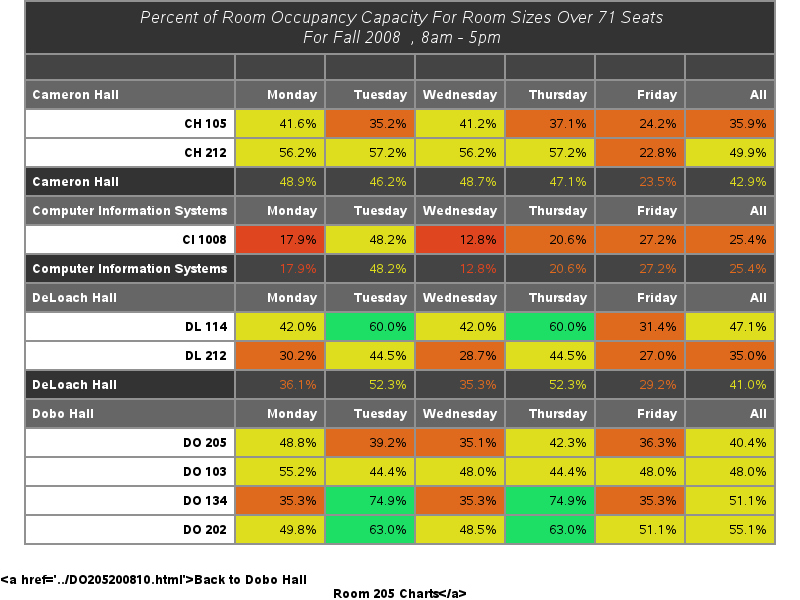 Percent of Room Occupancy Capacity For Room Sizes Over 71 Seats
For Fall 2008 , 8am - 5pm
Cameron Hall Monday Tuesday Wednesday Thursday Friday All
CH 105 41.6% 35.2% 41.2% 37.1% 24.2% 35.9%
CH 212 56.2% 57.2% 56.2% 57.2% 22.8% 49.9%
Cameron Hall 48.9% 46.2% 48.7% 47.1% 23.5% 42.9%
Computer Information Systems Monday Tuesday Wednesday Thursday Friday All
CI 1008 17.9% 48.2% 12.8% 20.6% 27.2% 25.4%
Computer Information Systems 17.9% 48.2% 12.8% 20.6% 27.2% 25.4%
DeLoach Hall Monday Tuesday Wednesday Thursday Friday All
DL 114 42.0% 60.0% 42.0% 60.0% 31.4% 47.1%
DL 212 30.2% 44.5% 28.7% 44.5% 27.0% 35.0%
DeLoach Hall 36.1% 52.3% 35.3% 52.3% 29.2% 41.0%
Dobo Hall Monday Tuesday Wednesday Thursday Friday All
DO 205 48.8% 39.2% 35.1% 42.3% 36.3% 40.4%
DO 103 55.2% 44.4% 48.0% 44.4% 48.0% 48.0%
DO 134 35.3% 74.9% 35.3% 74.9% 35.3% 51.1%
DO 202 49.8% 63.0% 48.5% 63.0% 51.1% 55.1%
<a href='../DO205200810.html'>Back to Dobo Hall
Room 205 Charts</a>